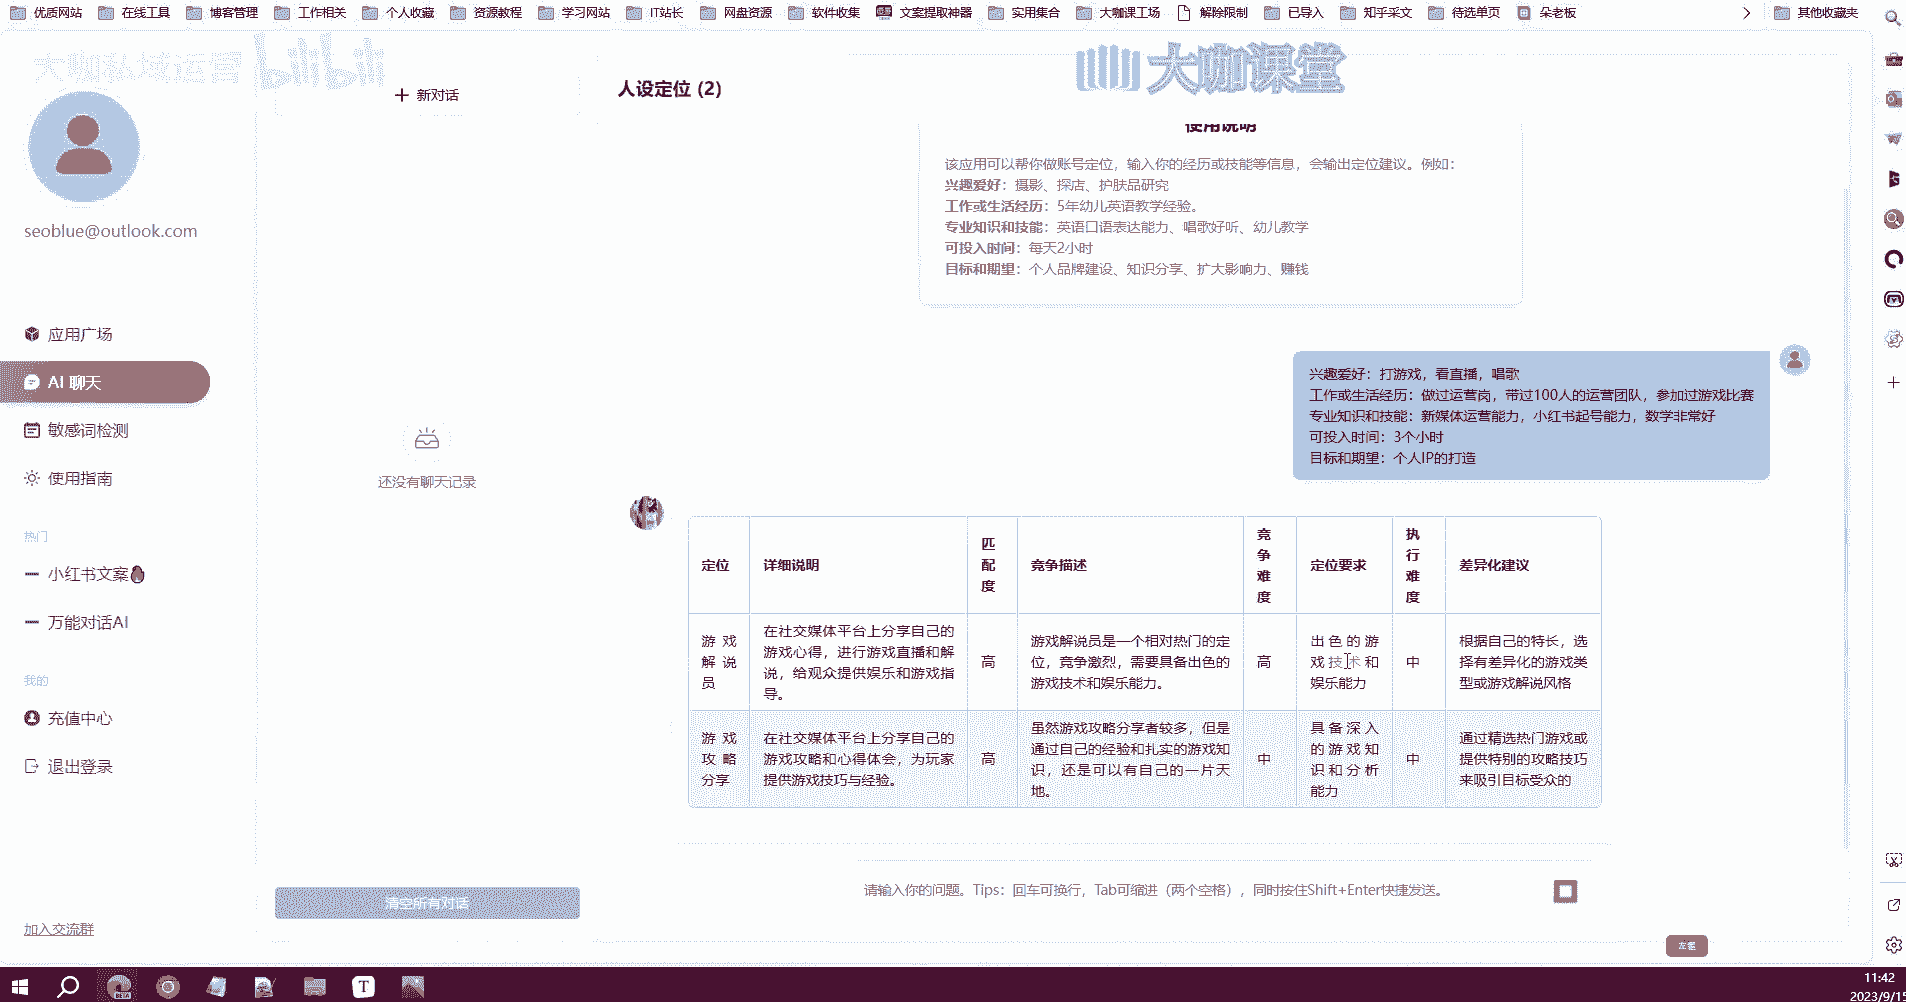 优质网站 在线工具 博客管理 工作相关 个人收藏 资源教程 学习网站 IT站长 网盘资源 软件收集 文案提取神器 实用集合 大咖课工场 解除限制 已导入 知乎采文 待选单页 朵老板 其他收藏夹
大咖私域运营 bilibili
大咖课堂
seoblue@outlook.com
应用广场
AI 聊天
敏感词检测
使用指南
热门
小红书文案
万能对话AI
我的
充值中心
退出登录
加入交流群
新对话
还没有聊天记录
清空所有对话
人设定位 (2)
使用说明
该应用可以帮你做账号定位，输入你的经历或技能等信息，会输出定位建议。例如：
兴趣爱好：摄影、探店、护肤品研究
工作或生活经历：5年幼儿英语教学经验。
专业知识和技能：英语口语表达能力、唱歌好听、幼儿教学
可投入时间：每天2小时
目标和期望：个人品牌建设、知识分享、扩大影响力、赚钱
兴趣爱好：打游戏，看直播，唱歌
工作或生活经历：做过运营岗，带过100人的运营团队，参加过游戏比赛
专业知识和技能：新媒体运营能力，小红书起号能力，数学非常好
可投入时间：3个小时
目标和期望：个人IP的打造
定位 详细说明 匹配度 竞争描述 竞争难度 定位要求 执行难度 差异化建议
游戏解说员
在社交媒体平台上分享自己的
游戏心得，进行游戏直播和解
说，给观众提供娱乐和游戏指
导。
高
游戏解说员是一个相对热门的定
位，竞争激烈，需要具备出色的
游戏技术和娱乐能力。
高
出色的游
戏技术和
娱乐能力
中
根据自己的特长，选
择有差异化的游戏类
型或游戏解说风格
游戏攻略分享
在社交媒体平台上分享自己的
游戏攻略和心得体会，为玩家
提供游戏技巧与经验。
高
虽然游戏攻略分享者较多，但是
通过自己的经验和扎实的游戏知
识，还是可以有自己的一片天
地。
中
具备深入
的游戏知
识和分析
能力
中
通过精选热门游戏或
提供特别的攻略技巧
来吸引目标受众的
请输入你的问题。Tips：回车可换行，Tab可缩进（两个空格），同时按住Shift+Enter快捷发送。
左键
BETA
T
11:42
2023/9/15